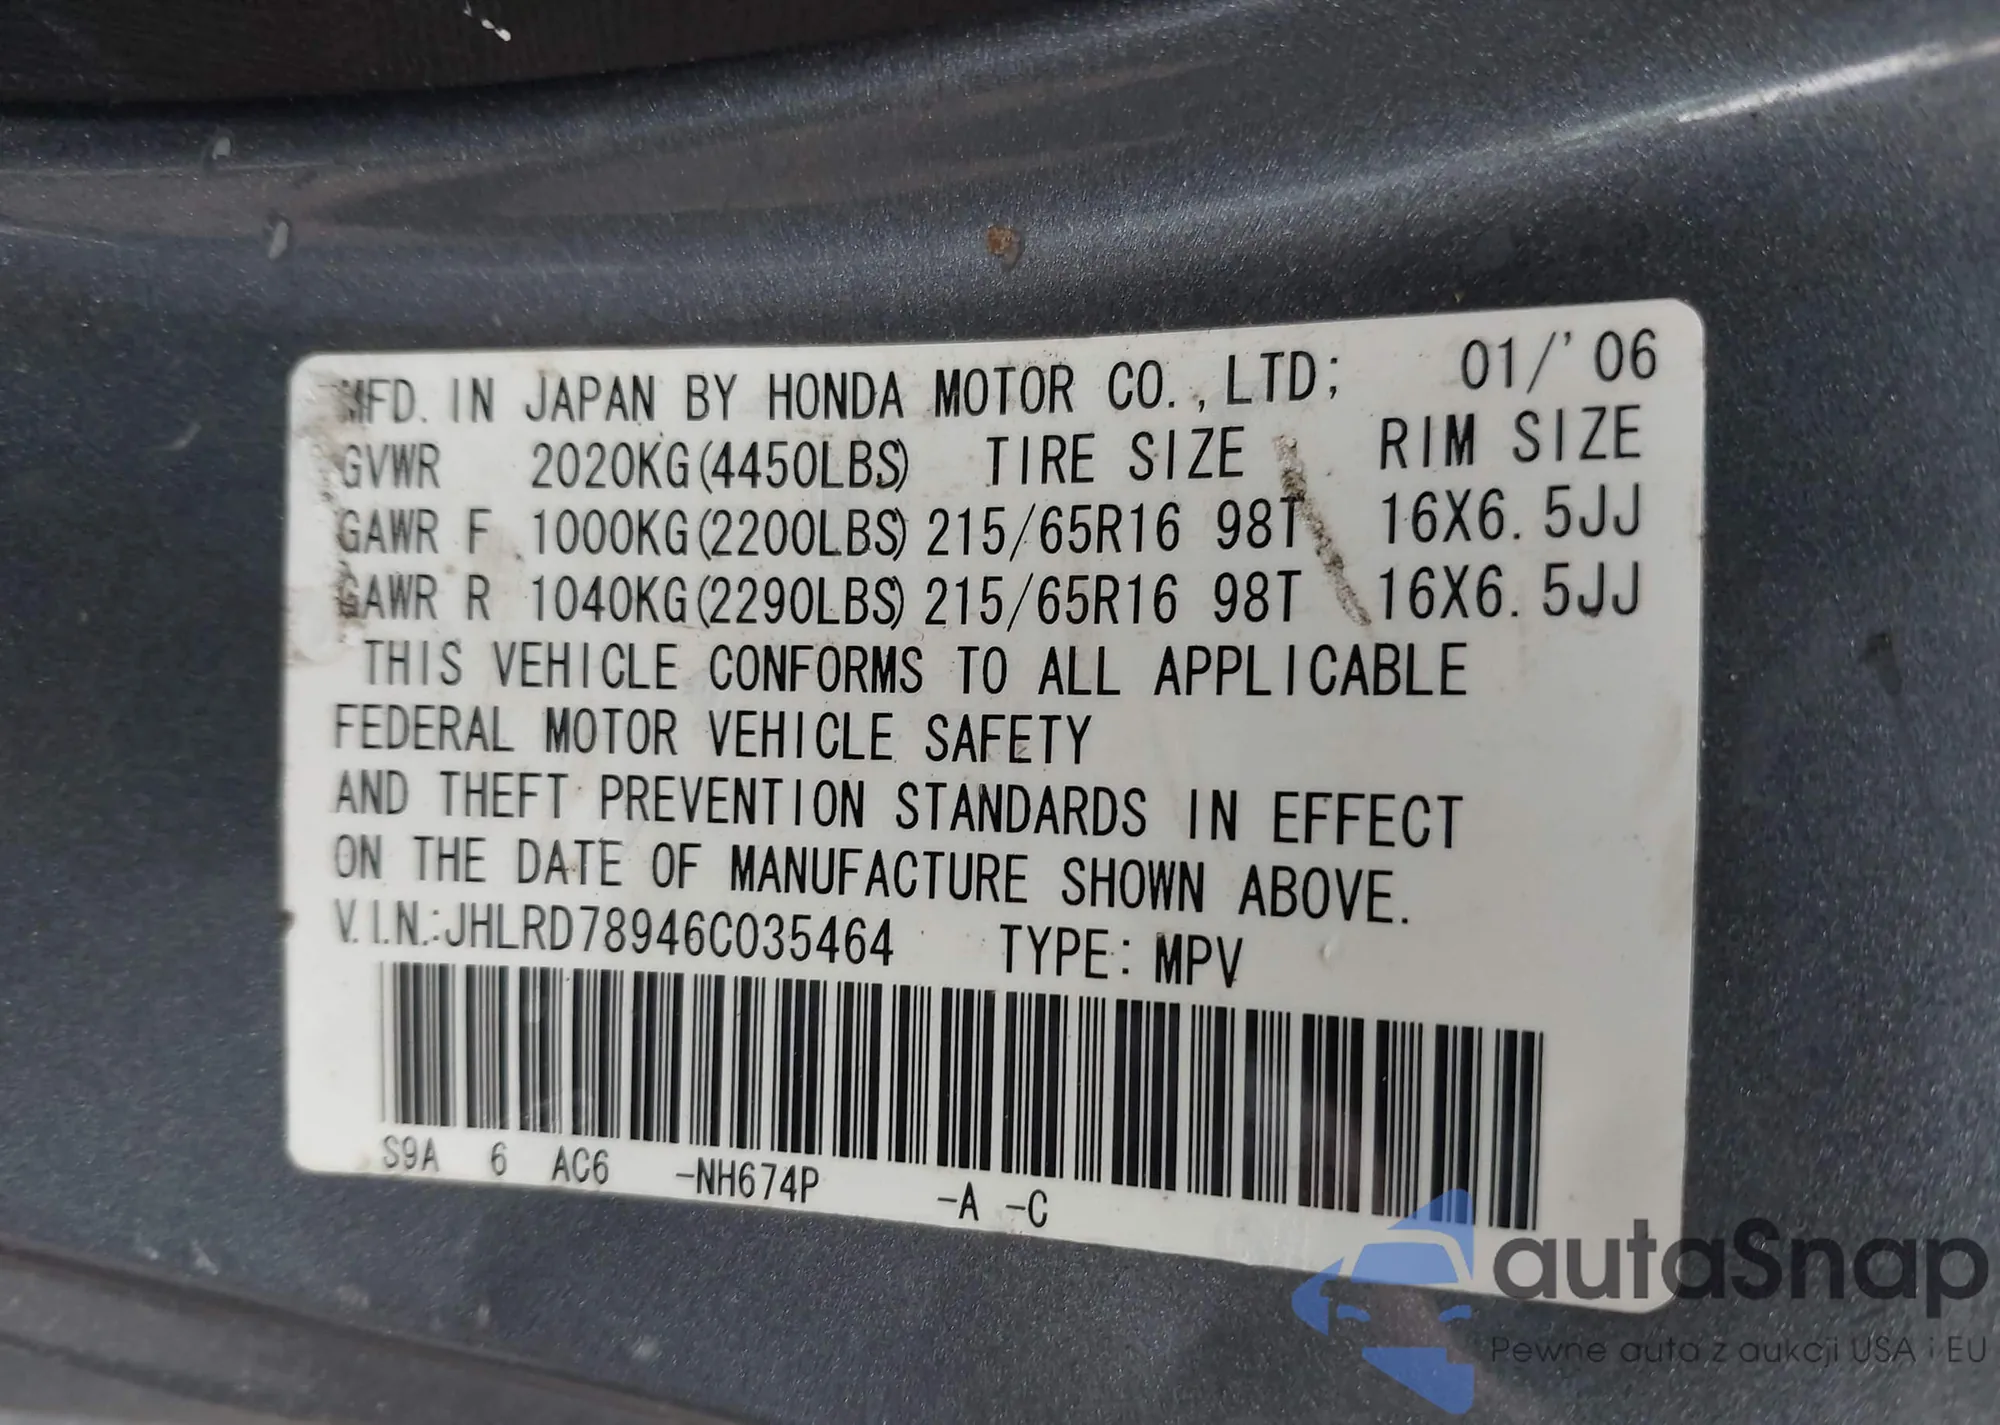 MFD. IN JAPAN BY HONDA MOTOR CO.,LTD; 01/'06
GVWR 2020KG(4450LBS) TIRE SIZE RIM SIZE
GAWR F 1000KG(2200LBS) 215/65R16 98T 16X6.5JJ
GAWR R 1040KG(2290LBS) 215/65R16 98T 16X6.5JJ
THIS VEHICLE CONFORMS TO ALL APPLICABLE
FEDERAL MOTOR VEHICLE SAFETY
AND THEFT PREVENTION STANDARDS IN EFFECT
ON THE DATE OF MANUFACTURE SHOWN ABOVE.
V.I.N.:JHLRD78946C035464 TYPE: MPV
S9A 6 AC6 -NH674P -A -C
autaSnap
Pewne auta z aukcji USA i EU